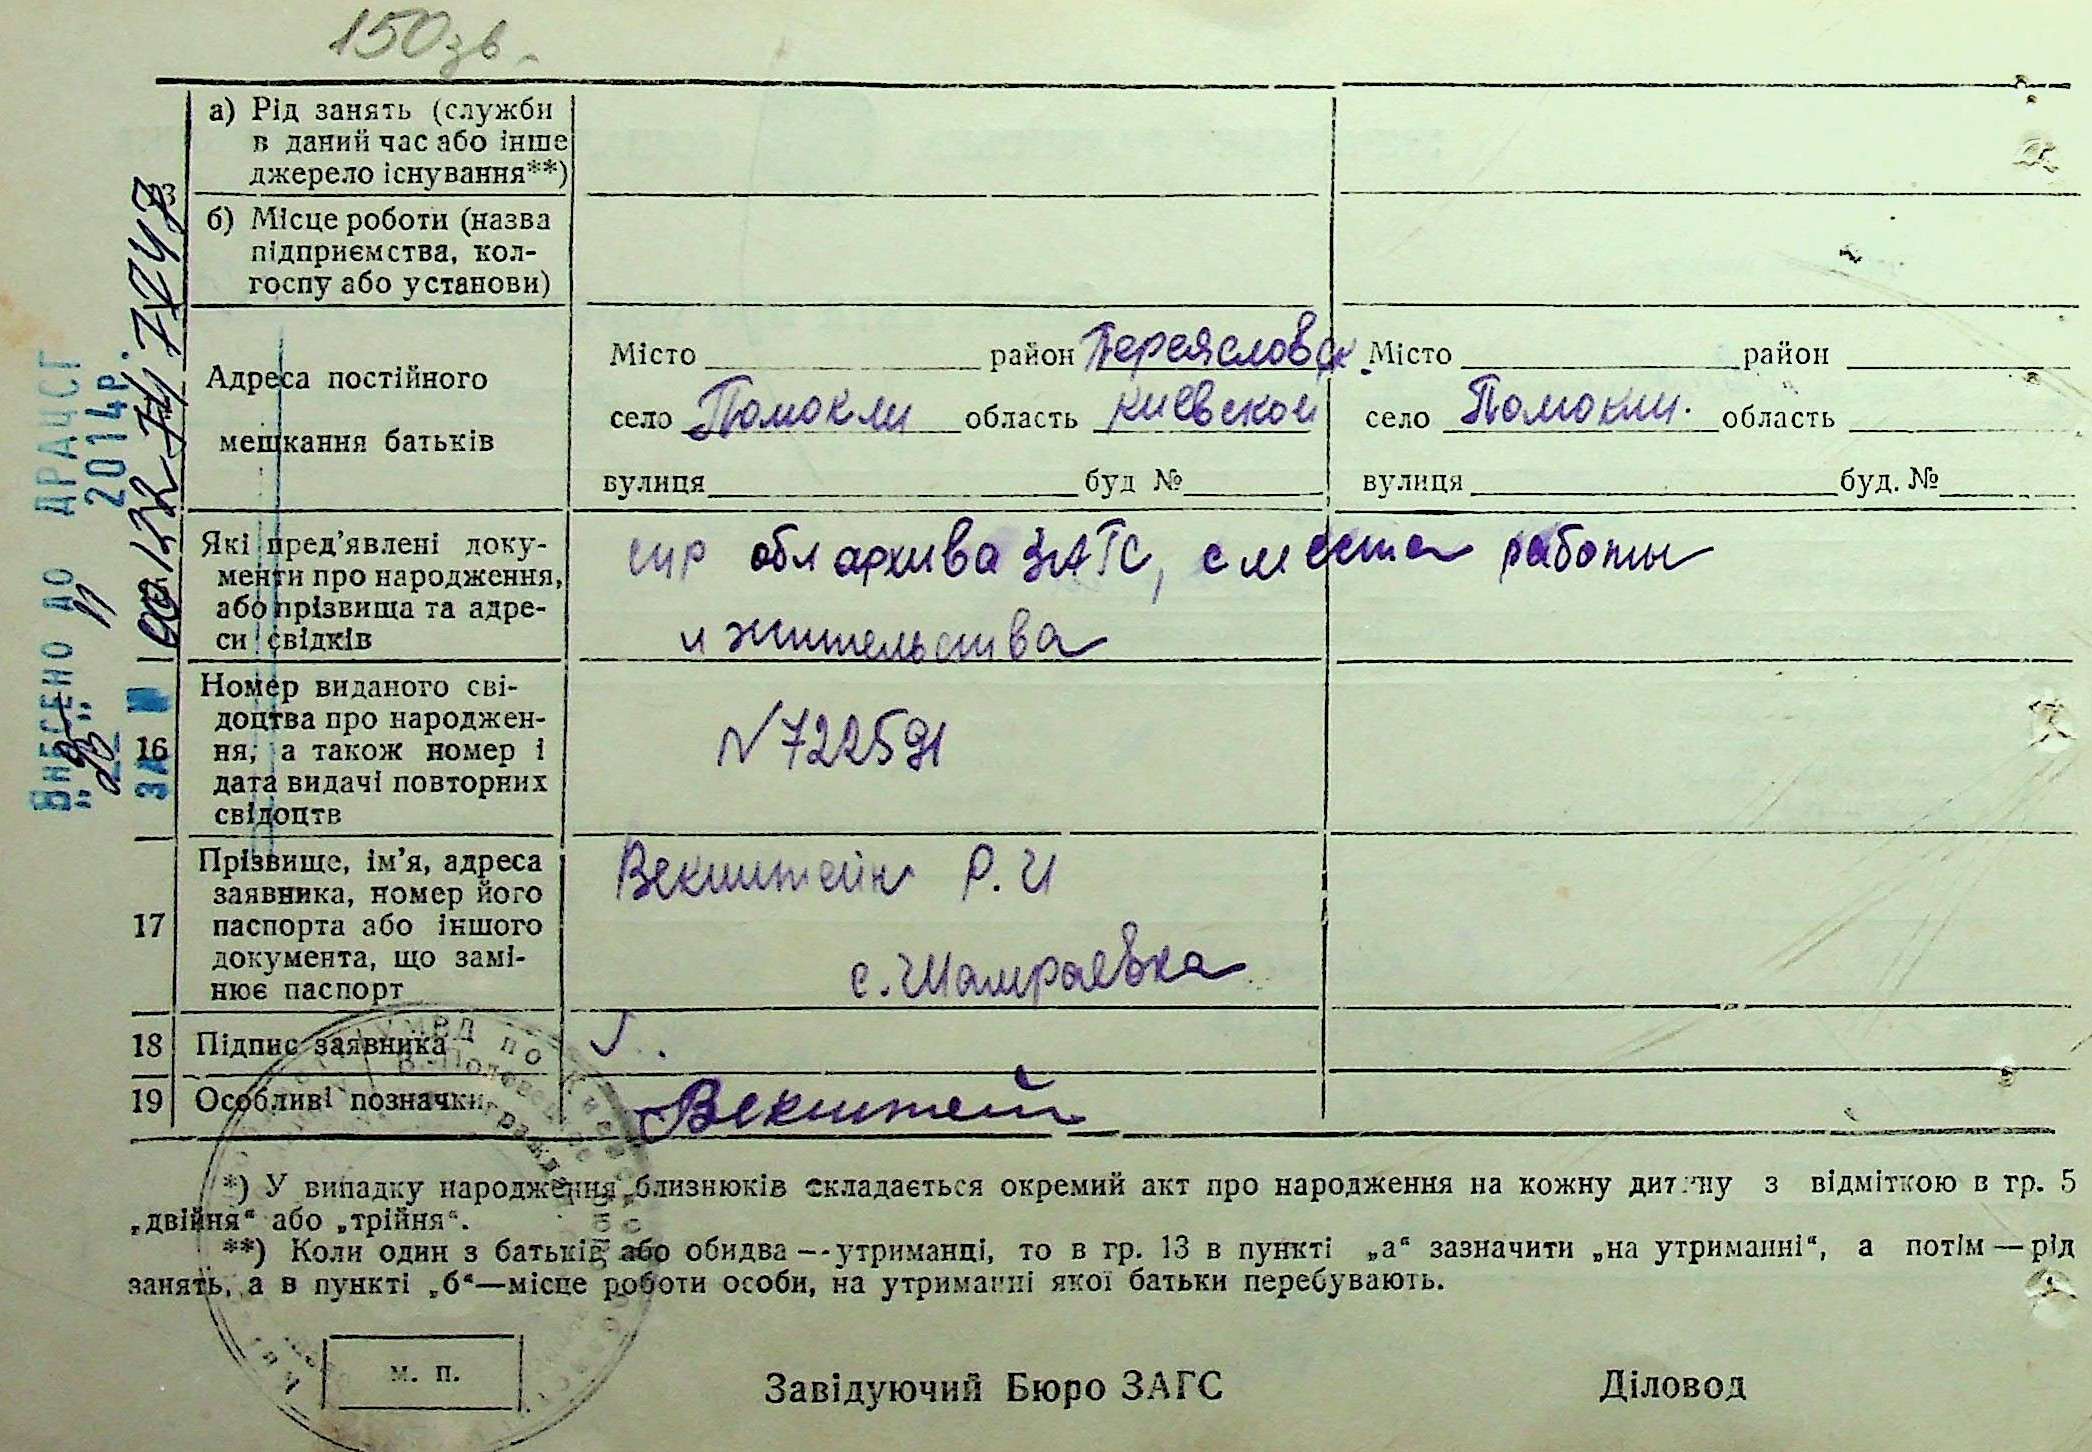 150зв.
а) Рід занять (служби
в даний час або інше
джерело існування**)
б) Місце роботи (назва
підприємства, кол-
госпу або установи)
Адреса постійного
мешкання батьків
Місто район Переясловск.
село Помокли область Киевской
вулиця буд №
Місто район
село Помокли. область
вулиця буд. №
Які пред'явлені доку-
менти про народження,
або прізвища та адре-
си свідків
спр обл архива ЗАГС, с места работы
и жительства
16
Номер виданого сві-
доцтва про народжен-
ня, а також номер і
дата видачі повторних
свідоцтв
N 722591
17
Прізвище, ім'я, адреса
заявника, номер його
паспорта або іншого
документа, що замі-
нює паспорт
Векштейн Р. И
с. Шамраевка
18 Підпис заявника
19 Особливі позначки
Векштейн
*) У випадку народження близнюків складається окремий акт про народження на кожну дитину з відміткою в гр. 5
„двійня“ або „трійня“.
**) Коли один з батьків або обидва — утриманці, то в гр. 13 в пункті „а“ зазначити „на утриманні“, а потім — рід
занять, а в пункті „б“—місце роботи особи, на утриманні якої батьки перебувають.
м. п.
Завідуючий Бюро ЗАГС Діловод
ВНЕСЕНО ДО ДРАЦСГ
2014р.